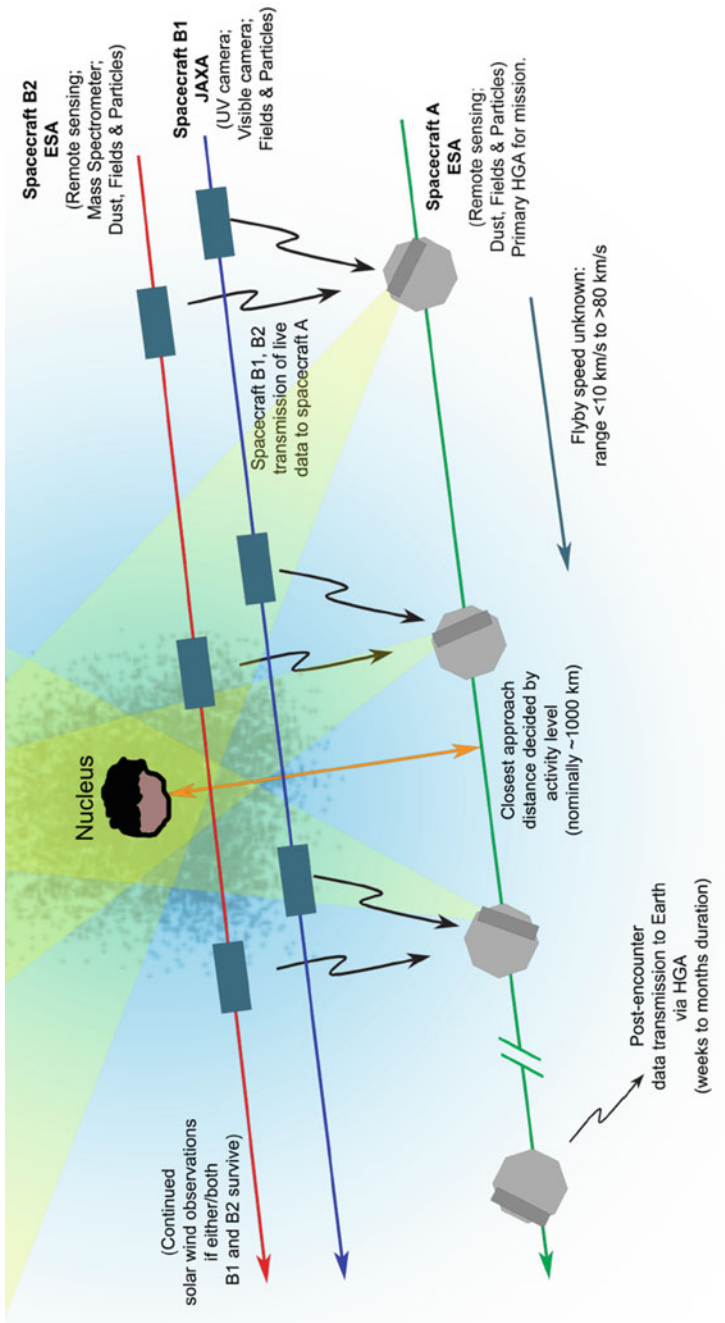 Spacecraft B2
ESA
(Remote sensing;
Mass Spectrometer;
Dust, Fields & Particles)
Spacecraft B1
JAXA
(UV camera;
Visible camera;
Fields & Particles)
Spacecraft A
ESA
(Remote sensing;
Dust, Fields & Particles)
Primary HGA for mission.
Spacecraft B1, B2
transmission of live
data to spacecraft A
Flyby speed unknown:
range <10 km/s to >80 km/s
Nucleus
Closest approach
distance decided by
activity level
(nominally ~1000 km)
(Continued
solar wind observations
if either/both
B1 and B2 survive)
Post-encounter
data transmission to Earth
via HGA
(weeks to months duration)